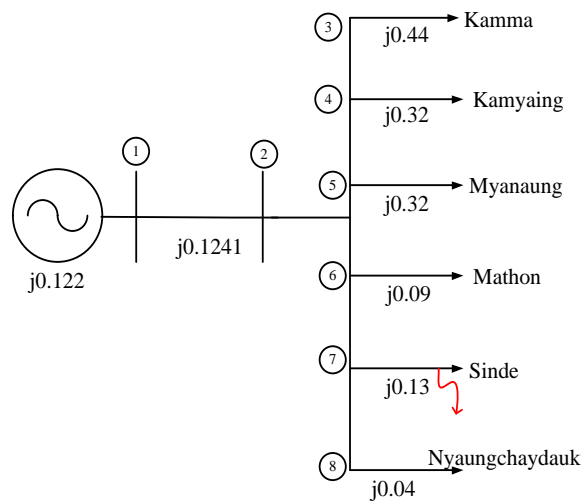 3
j0.44
Kamma
4
j0.32
Kamyaing
1
2
5
j0.32
Myanaung
j0.122
j0.1241
6
j0.09
Mathon
7
j0.13
Sinde
8
j0.04
Nyaungchaydauk